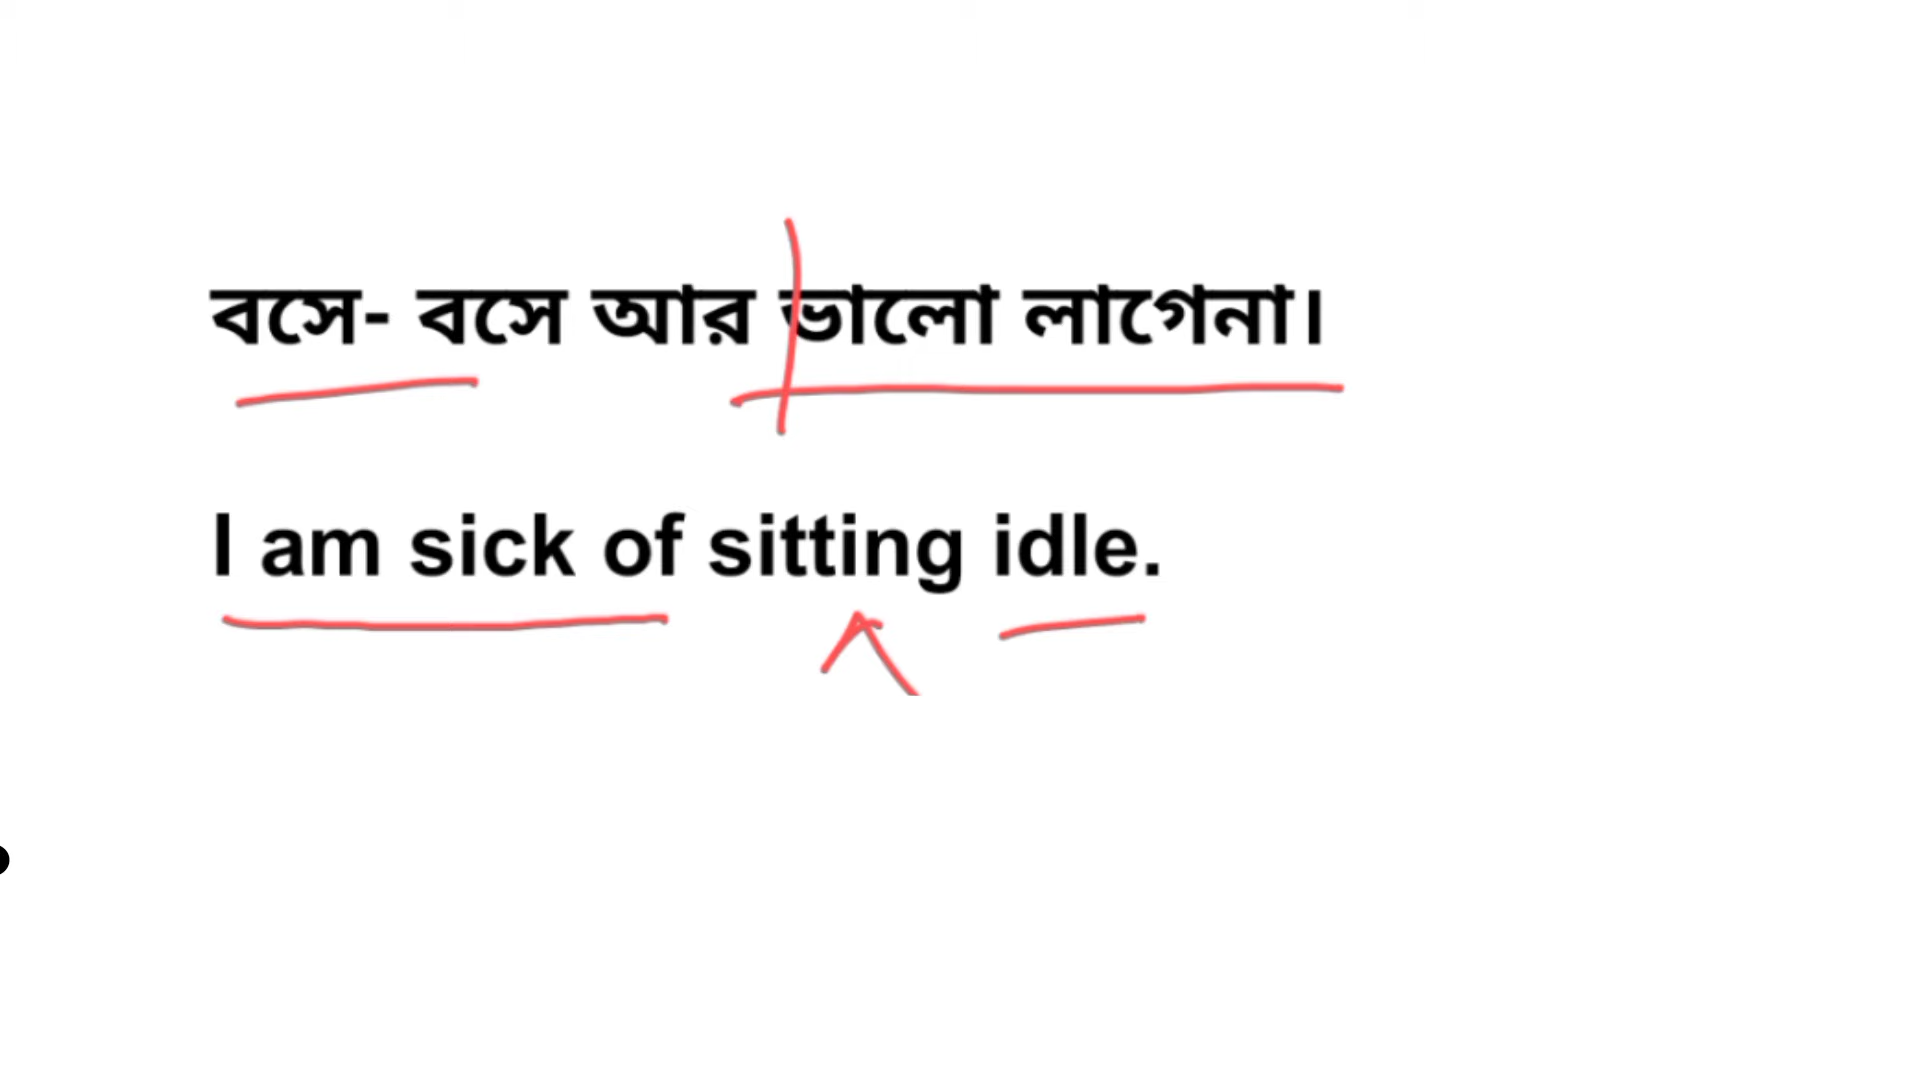 বসে- বসে আর ভালো লাগেনা।
I am sick of sitting idle.